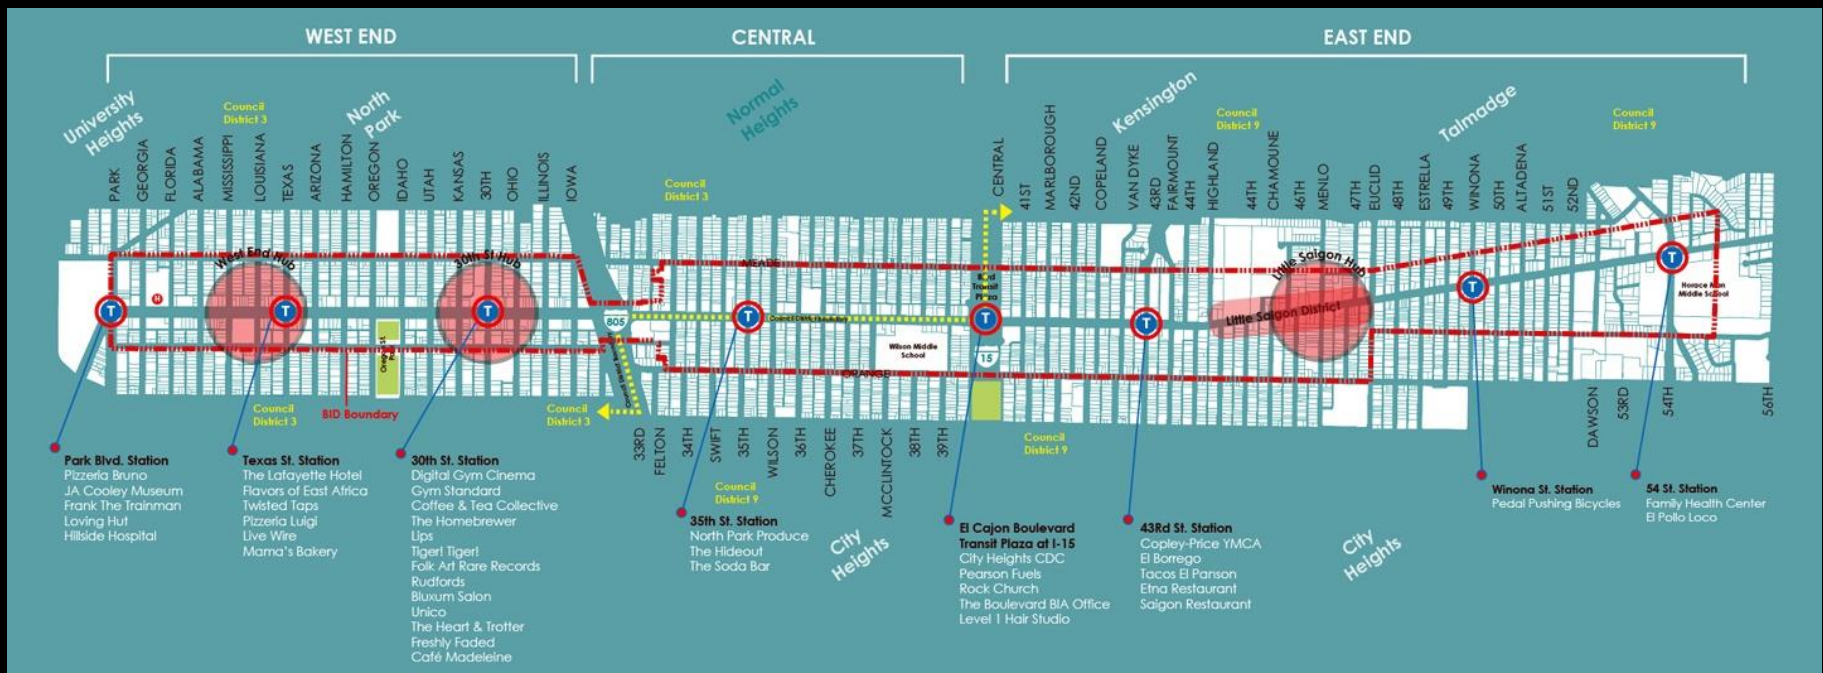 WEST END
CENTRAL
EAST END
University
Heights
Council
District 3
North
Park
Normal
Heights
Council
District 3
Kensington
Council
District 9
Talmadge
Council
District 9
PARK
GEORGIA
FLORIDA
ALABAMA
MISSISSIPPI
LOUISIANA
TEXAS
ARIZONA
HAMILTON
OREGON
IDAHO
UTAH
KANSAS
30TH
OHIO
ILLINOIS
IOWA
CENTRAL
41ST
MARLBOROUGH
42ND
COPELAND
VAN DYKE
43RD
FAIRMOUNT
44TH
HIGHLAND
44TH
CHAMOUNE
46TH
MENLO
47TH
EUCLID
48TH
ESTRELLA
49TH
WINONA
50TH
ALTADENA
51ST
52ND
West End Hub
30th St Hub
MEADE
Blvd
Transit
Plaza
Little Saigon Hub
Little Saigon District
H
T
T
T
T
T
T
T
T
805
15
Council District Boundary
Council District Boundary
Wilson Middle
School
Horace Man
Middle School
Oregon St.
Park
ORANGE
BID Boundary
Council
District 3
Council
District 3
Council
District 9
Council
District 9
33RD
FELTON
34TH
SWIFT
35TH
WILSON
36TH
CHEROKEE
37TH
MCCLINTOCK
38TH
39TH
DAWSON
53RD
54TH
56TH
City
Heights
City
Heights
Park Blvd. Station
Pizzeria Bruno
JA Cooley Museum
Frank The Trainman
Loving Hut
Hillside Hospital
Texas St. Station
The Lafayette Hotel
Flavors of East Africa
Twisted Taps
Pizzeria Luigi
Live Wire
Mama's Bakery
30th St. Station
Digital Gym Cinema
Gym Standard
Coffee & Tea Collective
The Homebrewer
Lips
Tiger! Tiger!
Folk Art Rare Records
Rudfords
Bluxum Salon
Unico
The Heart & Trotter
Freshly Faded
Café Madeleine
35th St. Station
North Park Produce
The Hideout
The Soda Bar
El Cajon Boulevard
Transit Plaza at I-15
City Heights CDC
Pearson Fuels
Rock Church
The Boulevard BIA Office
Level 1 Hair Studio
43Rd St. Station
Copley-Price YMCA
El Borrego
Tacos El Panson
Etna Restaurant
Saigon Restaurant
Winona St. Station
Pedal Pushing Bicycles
54 St. Station
Family Health Center
El Pollo Loco